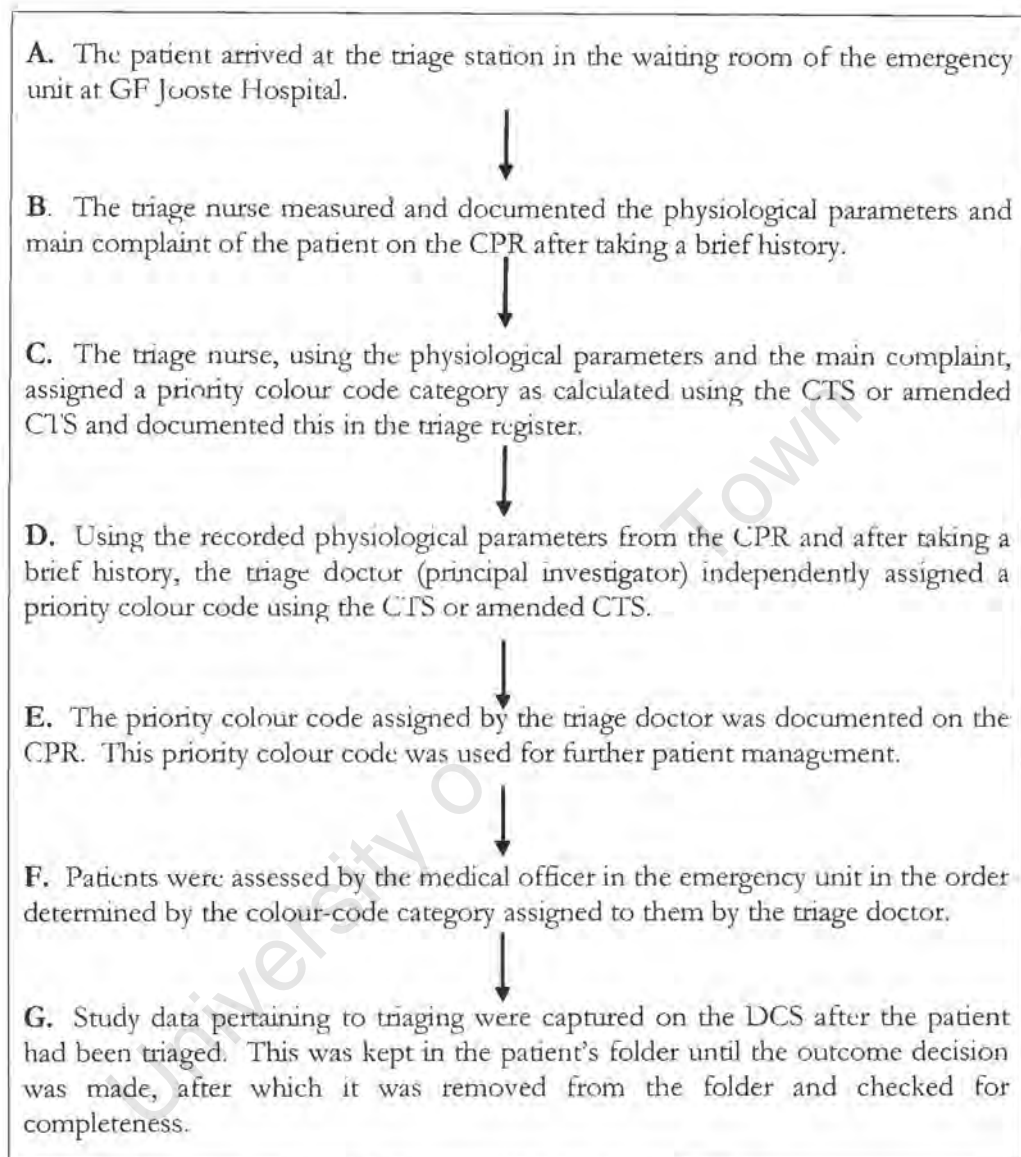 A. The patient arrived at the triage station in the waiting room of the emergency
unit at GF Jooste Hospital.
B. The triage nurse measured and documented the physiological parameters and
main complaint of the patient on the CPR after taking a brief history.
C. The triage nurse, using the physiological parameters and the main complaint,
assigned a priority colour code category as calculated using the CTS or amended
CTS and documented this in the triage register.
D. Using the recorded physiological parameters from the CPR and after taking a
brief history, the triage doctor (principal investigator) independently assigned a
priority colour code using the CTS or amended CTS.
E. The priority colour code assigned by the triage doctor was documented on the
CPR. This priority colour code was used for further patient management.
F. Patients were assessed by the medical officer in the emergency unit in the order
determined by the colour-code category assigned to them by the triage doctor.
G. Study data pertaining to triaging were captured on the DCS after the patient
had been triaged. This was kept in the patient's folder until the outcome decision
was made, after which it was removed from the folder and checked for
completeness.
University o
Town